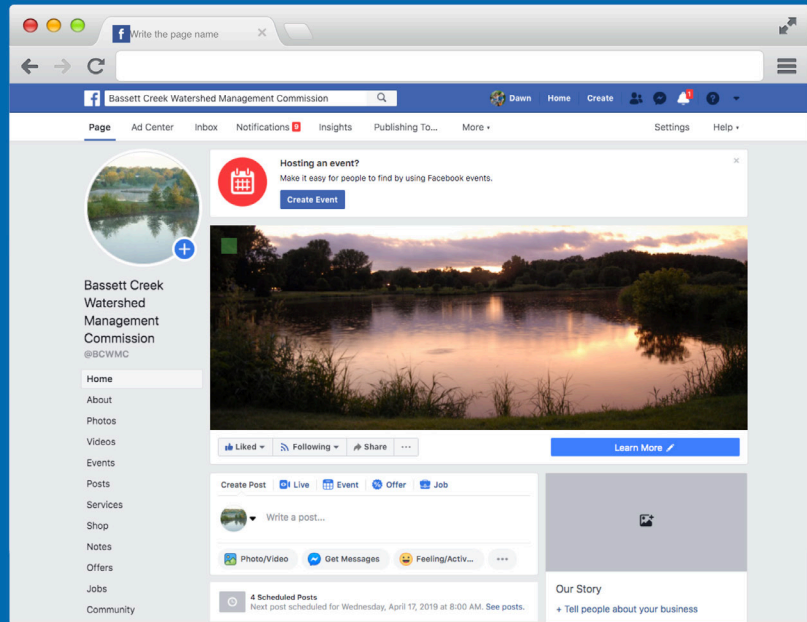 Write the page name
Bassett Creek Watershed Management Commission
Dawn Home Create 1
Page Ad Center Inbox Notifications 9 Insights Publishing To... More Settings Help
Hosting an event?
Make it easy for people to find by using Facebook events.
Create Event
Bassett Creek
Watershed
Management
Commission
@BCWMC
Home
About
Photos
Videos
Events
Posts
Services
Shop
Notes
Offers
Jobs
Community
Liked Following Share ...
Learn More
Create Post Live Event Offer Job
Write a post...
Photo/Video Get Messages Feeling/Activ... ...
4 Scheduled Posts
Next post scheduled for Wednesday, April 17, 2019 at 8:00 AM. See posts.
Our Story
+ Tell people about your business